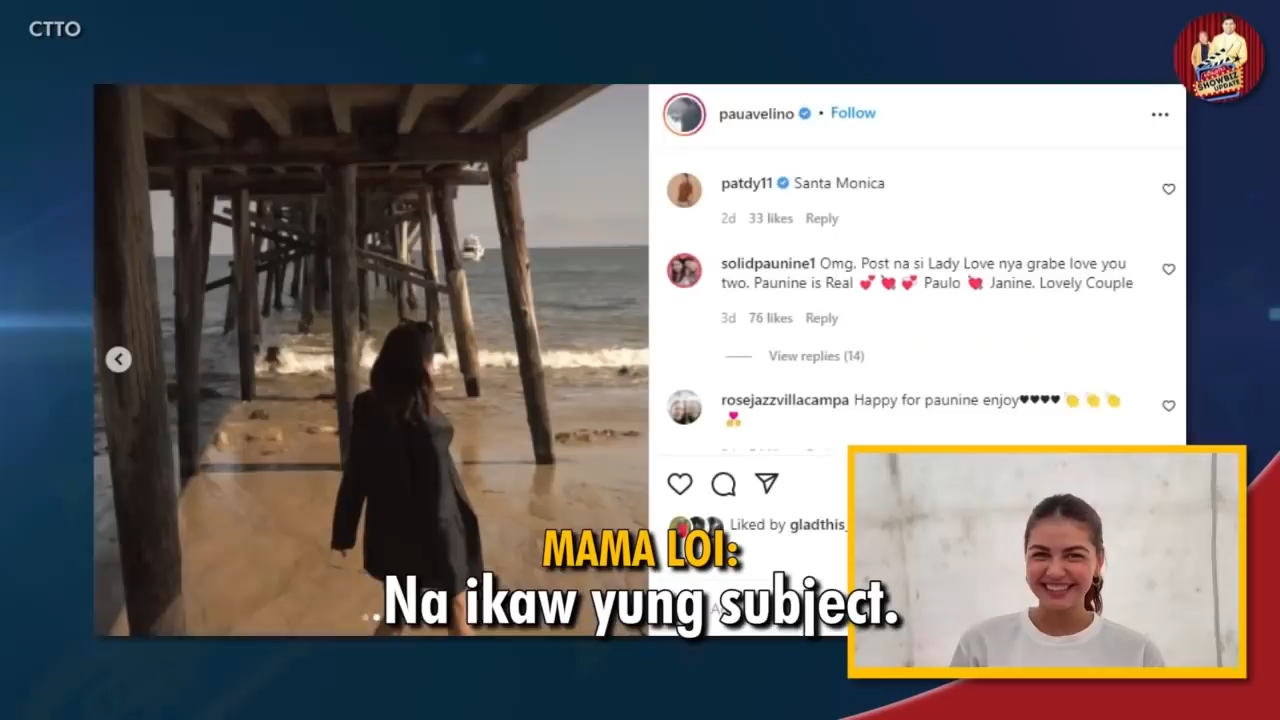 CTTO
SHOWBIZ
UPDATE
pauavelino • Follow
patdy11 Santa Monica
2d 33 likes Reply
solidpaunine1 Omg. Post na si Lady Love nya grabe love you
two. Paunine is Real 💕 💘 💕 Paulo 💘 Janine. Lovely Couple
3d 76 likes Reply
View replies (14)
rosejazzvillacampa Happy for paunine enjoy♥♥♥♥👏👏👏
💑
Liked by gladthis_
MAMA LOI:
..Na ikaw yung subject.